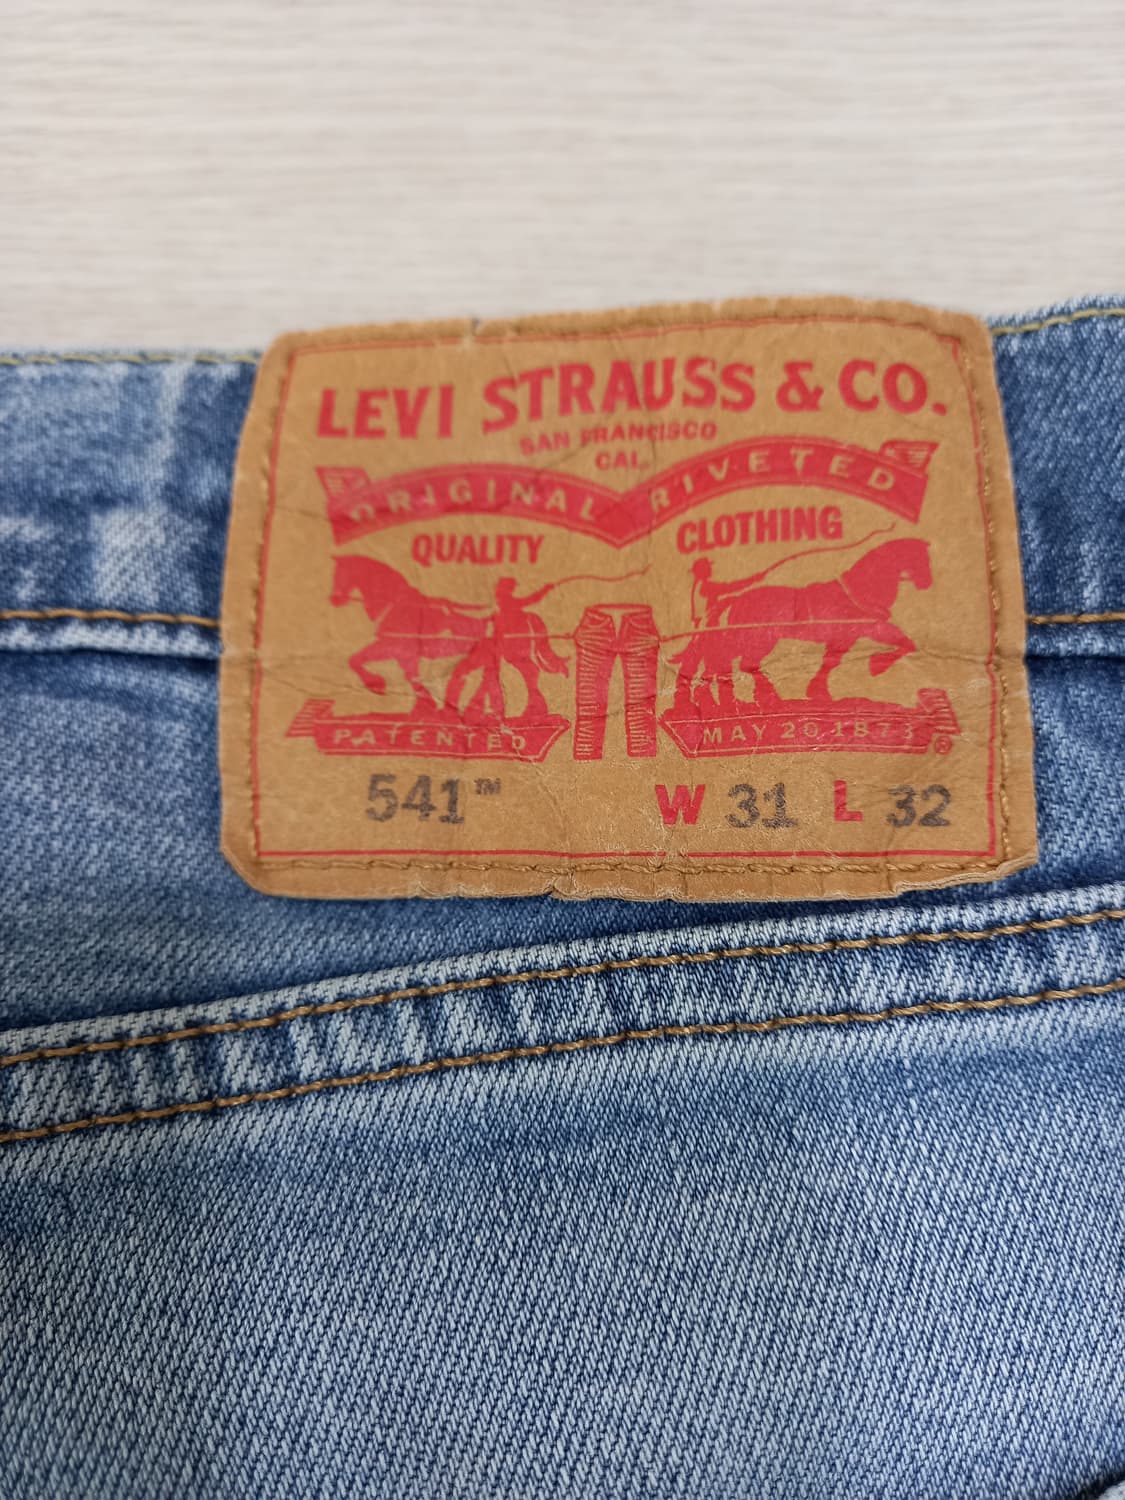 LEVI STRAUSS & CO.
SAN FRANCISCO
CAL.
ORIGINAL RIVETED
QUALITY CLOTHING
PATENTED MAY 20 1873 ®
541™ W 31 L 32